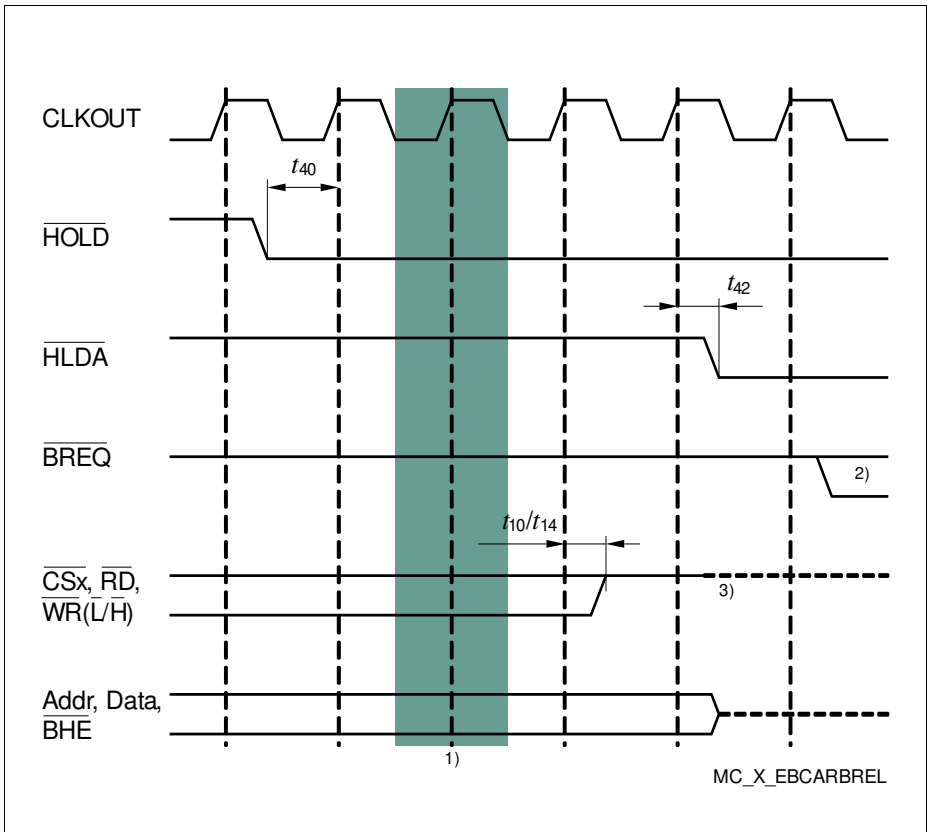 CLKOUT
t40
HOLD
t42
HLDA
BREQ
2)
t10/t14
CSx, RD,
3)
WR(L/H)
Addr, Data,
BHE
1)
MC_X_EBCARBREL